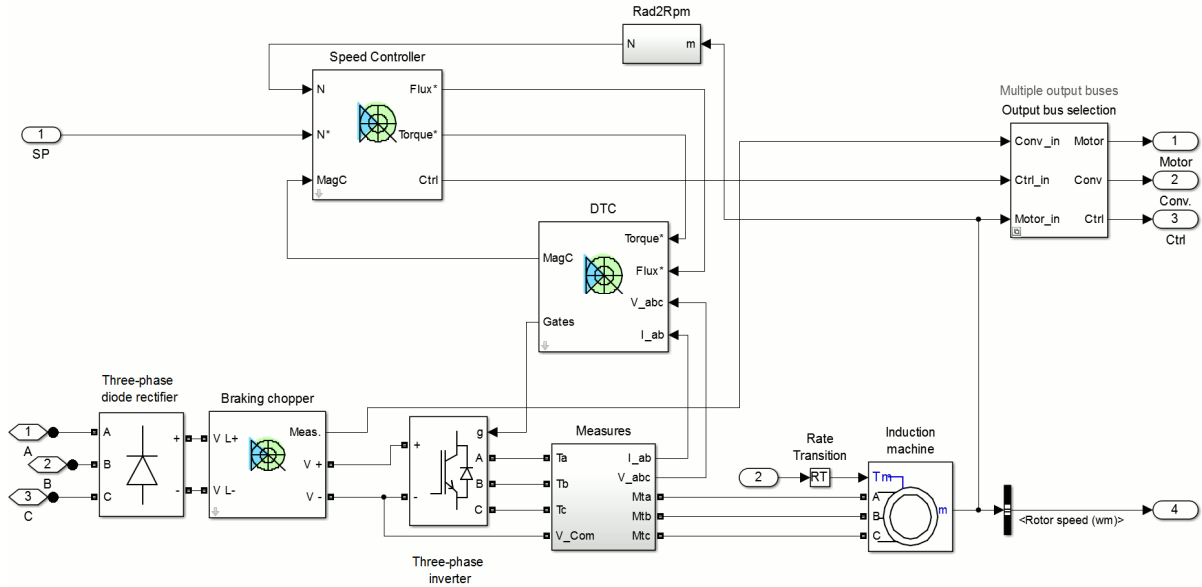 Rad2Rpm
N
m
Speed Controller
N
N*
MagC
Flux*
Torque*
Ctrl
1
SP
Multiple output buses
Output bus selection
Conv_in
Ctrl_in
Motor_in
Motor
Conv
Ctrl
1
Motor
2
Conv.
3
Ctrl
DTC
MagC
Gates
Torque*
Flux*
V_abc
I_ab
Three-phase
diode rectifier
1
A
2
B
3
C
A
B
C
+
-
Braking chopper
V L+
V L-
Meas.
V +
V -
+
-
g
A
B
C
Three-phase
inverter
Measures
Ta
Tb
Tc
V_Com
I_ab
V_abc
Mta
Mtb
Mtc
2
Rate
Transition
RT
Induction
machine
Tm
A
B
C
m
<Rotor speed (wm)>
4